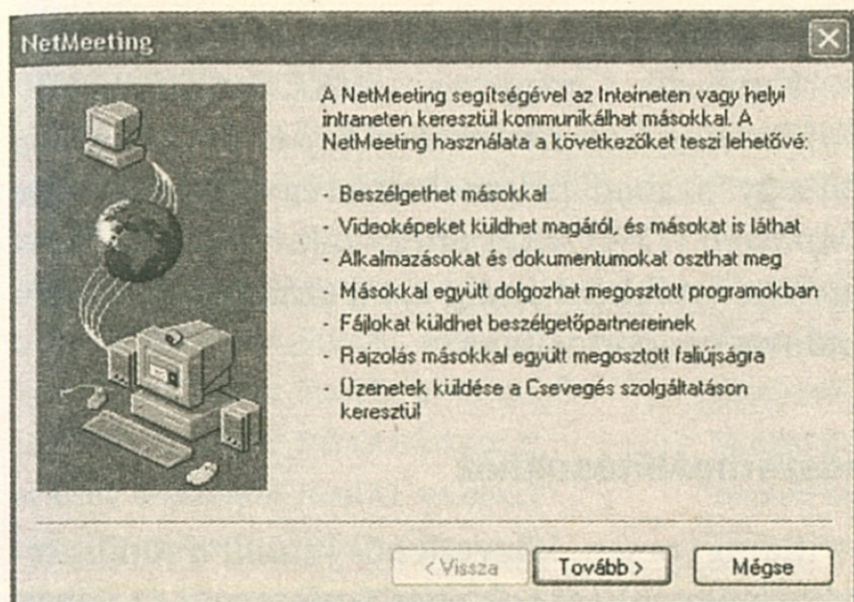 NetMeeting
A NetMeeting segítségével az Interneten vagy helyi
intraneten keresztül kommunikálhat másokkal. A
NetMeeting használata a következőket teszi lehetővé:
- Beszélgethet másokkal
- Videoképeket küldhet magáról, és másokat is láthat
- Alkalmazásokat és dokumentumokat oszthat meg
- Másokkal együtt dolgozhat megosztott programokban
- Fájlokat küldhet beszélgetőpartnereinek
- Rajzolás másokkal együtt megosztott faliújságra
- Üzenetek küldése a Csevegés szolgáltatáson
keresztül
< Vissza Tovább > Mégse